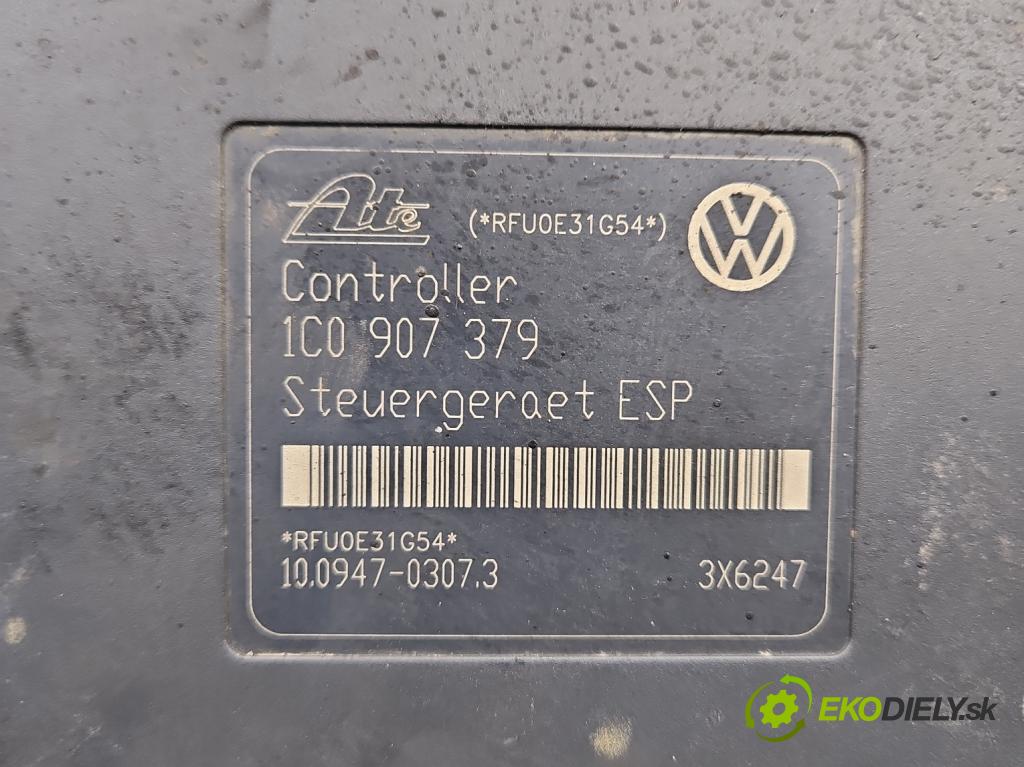 Ate (*RFU0E31G54*)
Controller
1C0 907 379
Steuergeraet ESP
*RFU0E31G54*
10.0947-0307.3 3X6247
EKODIELY.sk